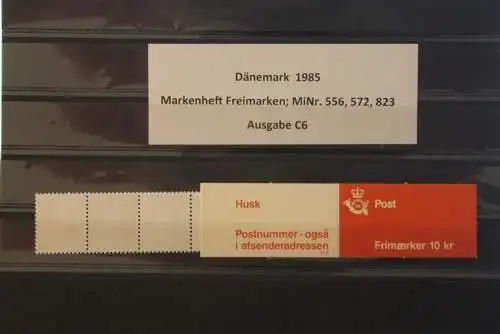 Dänemark 1985
Markenheft Freimarken; MiNr. 556, 572, 823
Ausgabe C6
Husk
Postnummer - også
i afsenderadressen
Post
Frimærker 10 kr